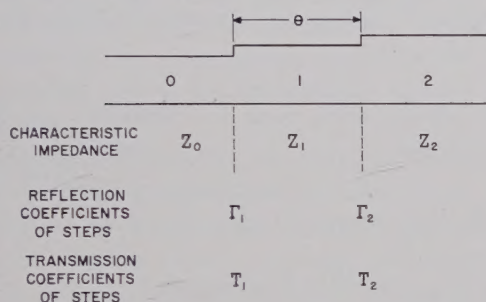 θ
0 1 2
CHARACTERISTIC
IMPEDANCE
Z₀ Z₁ Z₂
REFLECTION
COEFFICIENTS
OF STEPS
Γ₁ Γ₂
TRANSMISSION
COEFFICIENTS
OF STEPS
T₁ T₂